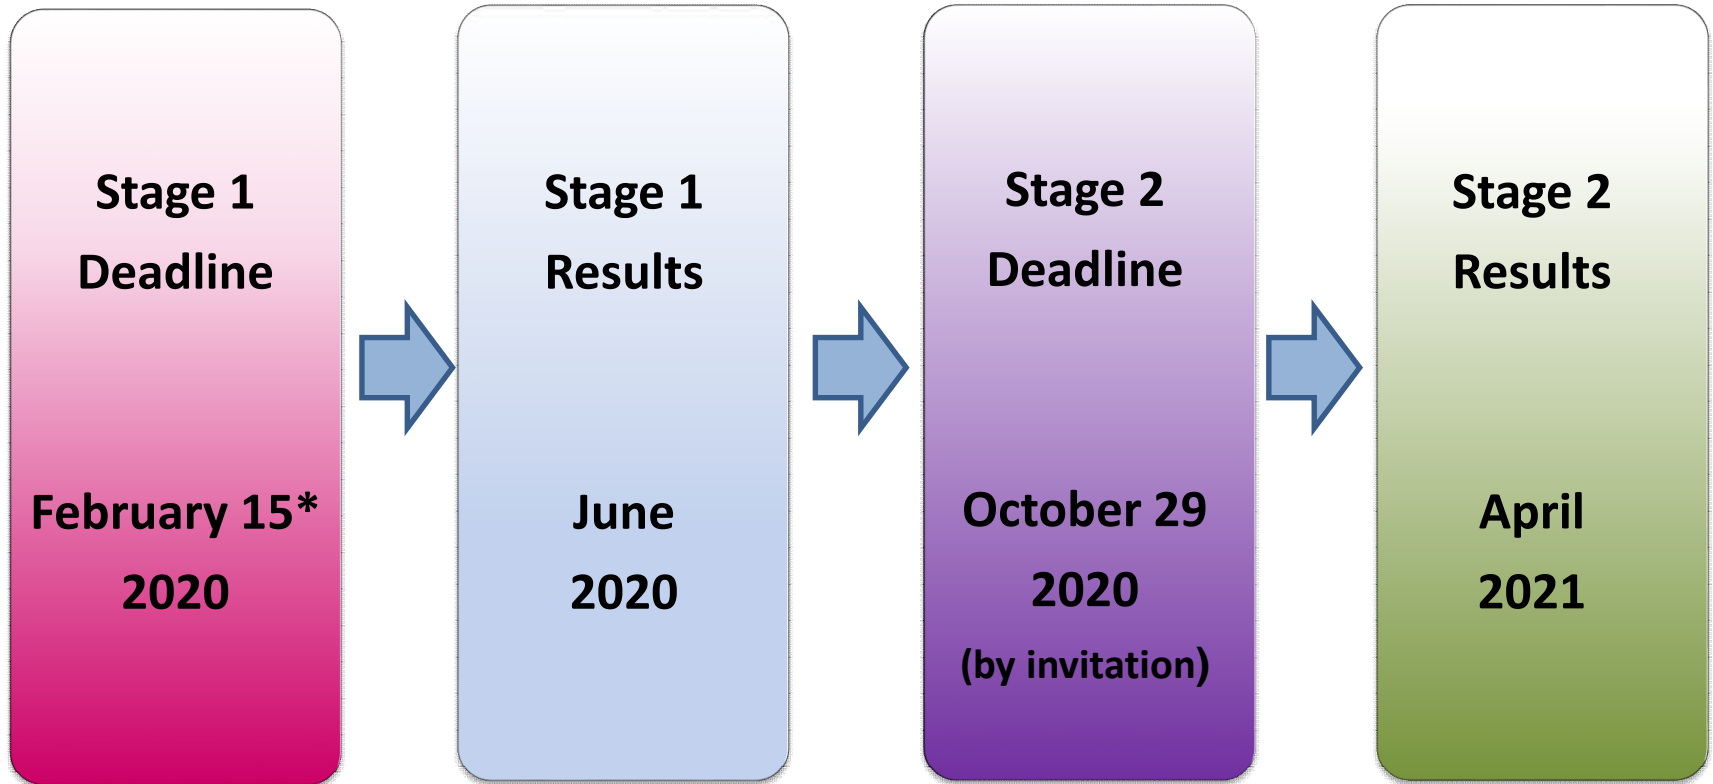 Stage 1
Deadline
February 15*
2020
Stage 1
Results
June
2020
Stage 2
Deadline
October 29
2020
(by invitation)
Stage 2
Results
April
2021